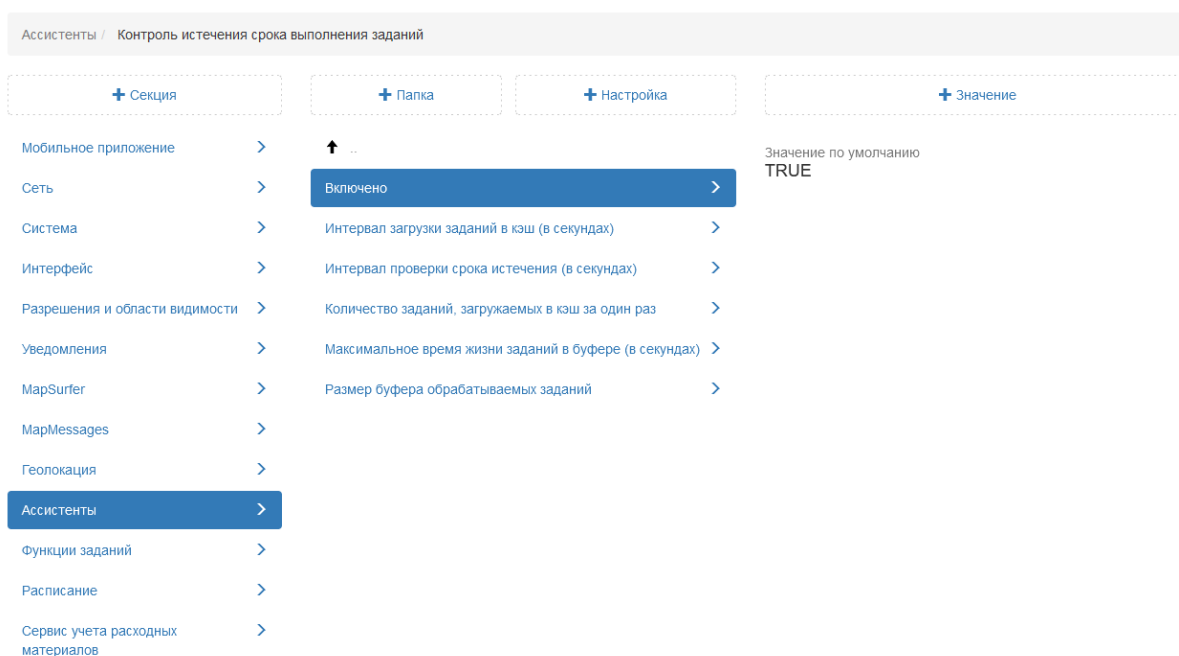 Ассистенты / Контроль истечения срока выполнения заданий
+ Секция
+ Папка
+ Настройка
+ Значение
Мобильное приложение
Сеть
Система
Интерфейс
Разрешения и области видимости
Уведомления
MapSurfer
MapMessages
Геолокация
Ассистенты
Функции заданий
Расписание
Сервис учета расходных
материалов
..
Включено
Интервал загрузки заданий в кэш (в секундах)
Интервал проверки срока истечения (в секундах)
Количество заданий, загружаемых в кэш за один раз
Максимальное время жизни заданий в буфере (в секундах)
Размер буфера обрабатываемых заданий
Значение по умолчанию
TRUE